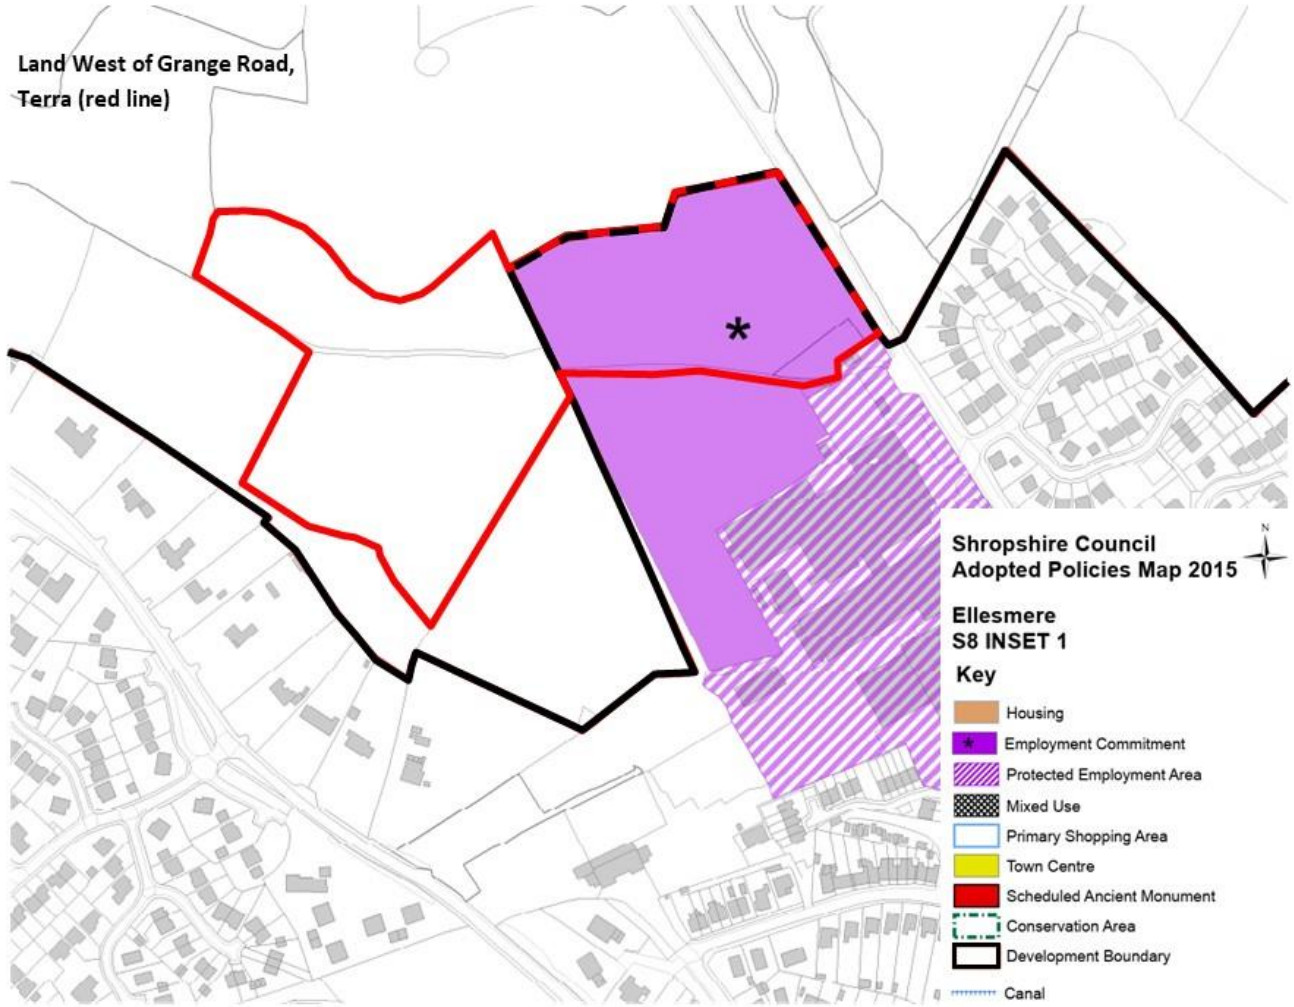 Land West of Grange Road,
Terra (red line)
*
Shropshire Council
Adopted Policies Map 2015
N
Ellesmere
S8 INSET 1
Key
Housing
* Employment Commitment
Protected Employment Area
Mixed Use
Primary Shopping Area
Town Centre
Scheduled Ancient Monument
Conservation Area
Development Boundary
Canal